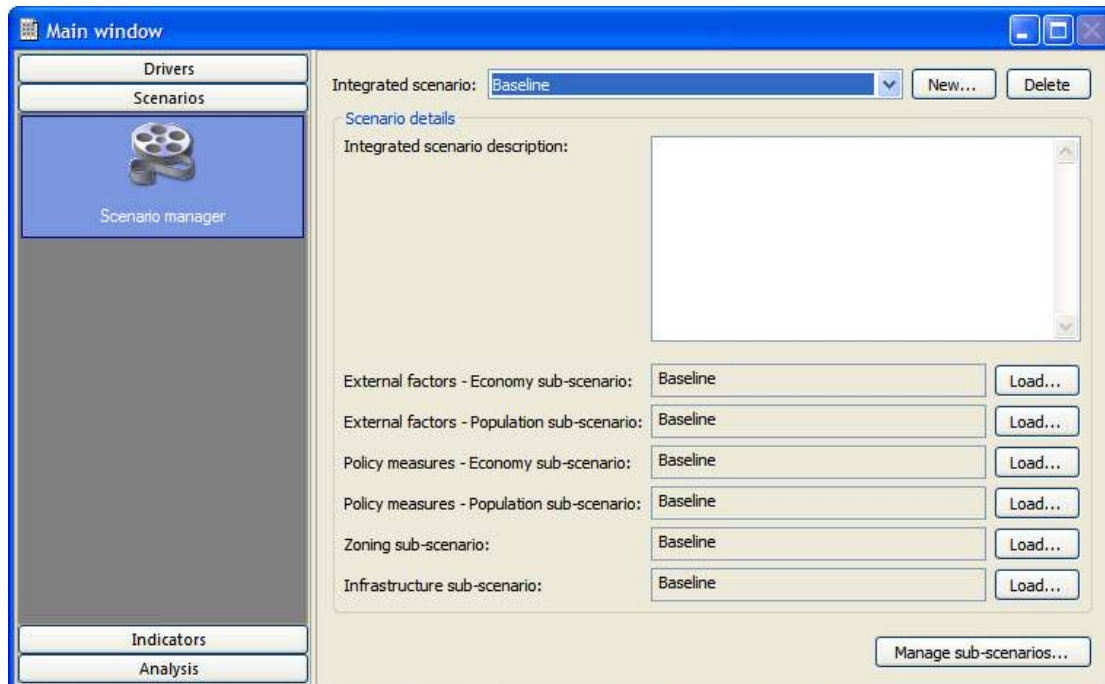 Main window
Drivers
Scenarios
Scenario manager
Indicators
Analysis
Integrated scenario: Baseline New... Delete
Scenario details
Integrated scenario description:
External factors - Economy sub-scenario: Baseline Load...
External factors - Population sub-scenario: Baseline Load...
Policy measures - Economy sub-scenario: Baseline Load...
Policy measures - Population sub-scenario: Baseline Load...
Zoning sub-scenario: Baseline Load...
Infrastructure sub-scenario: Baseline Load...
Manage sub-scenarios...